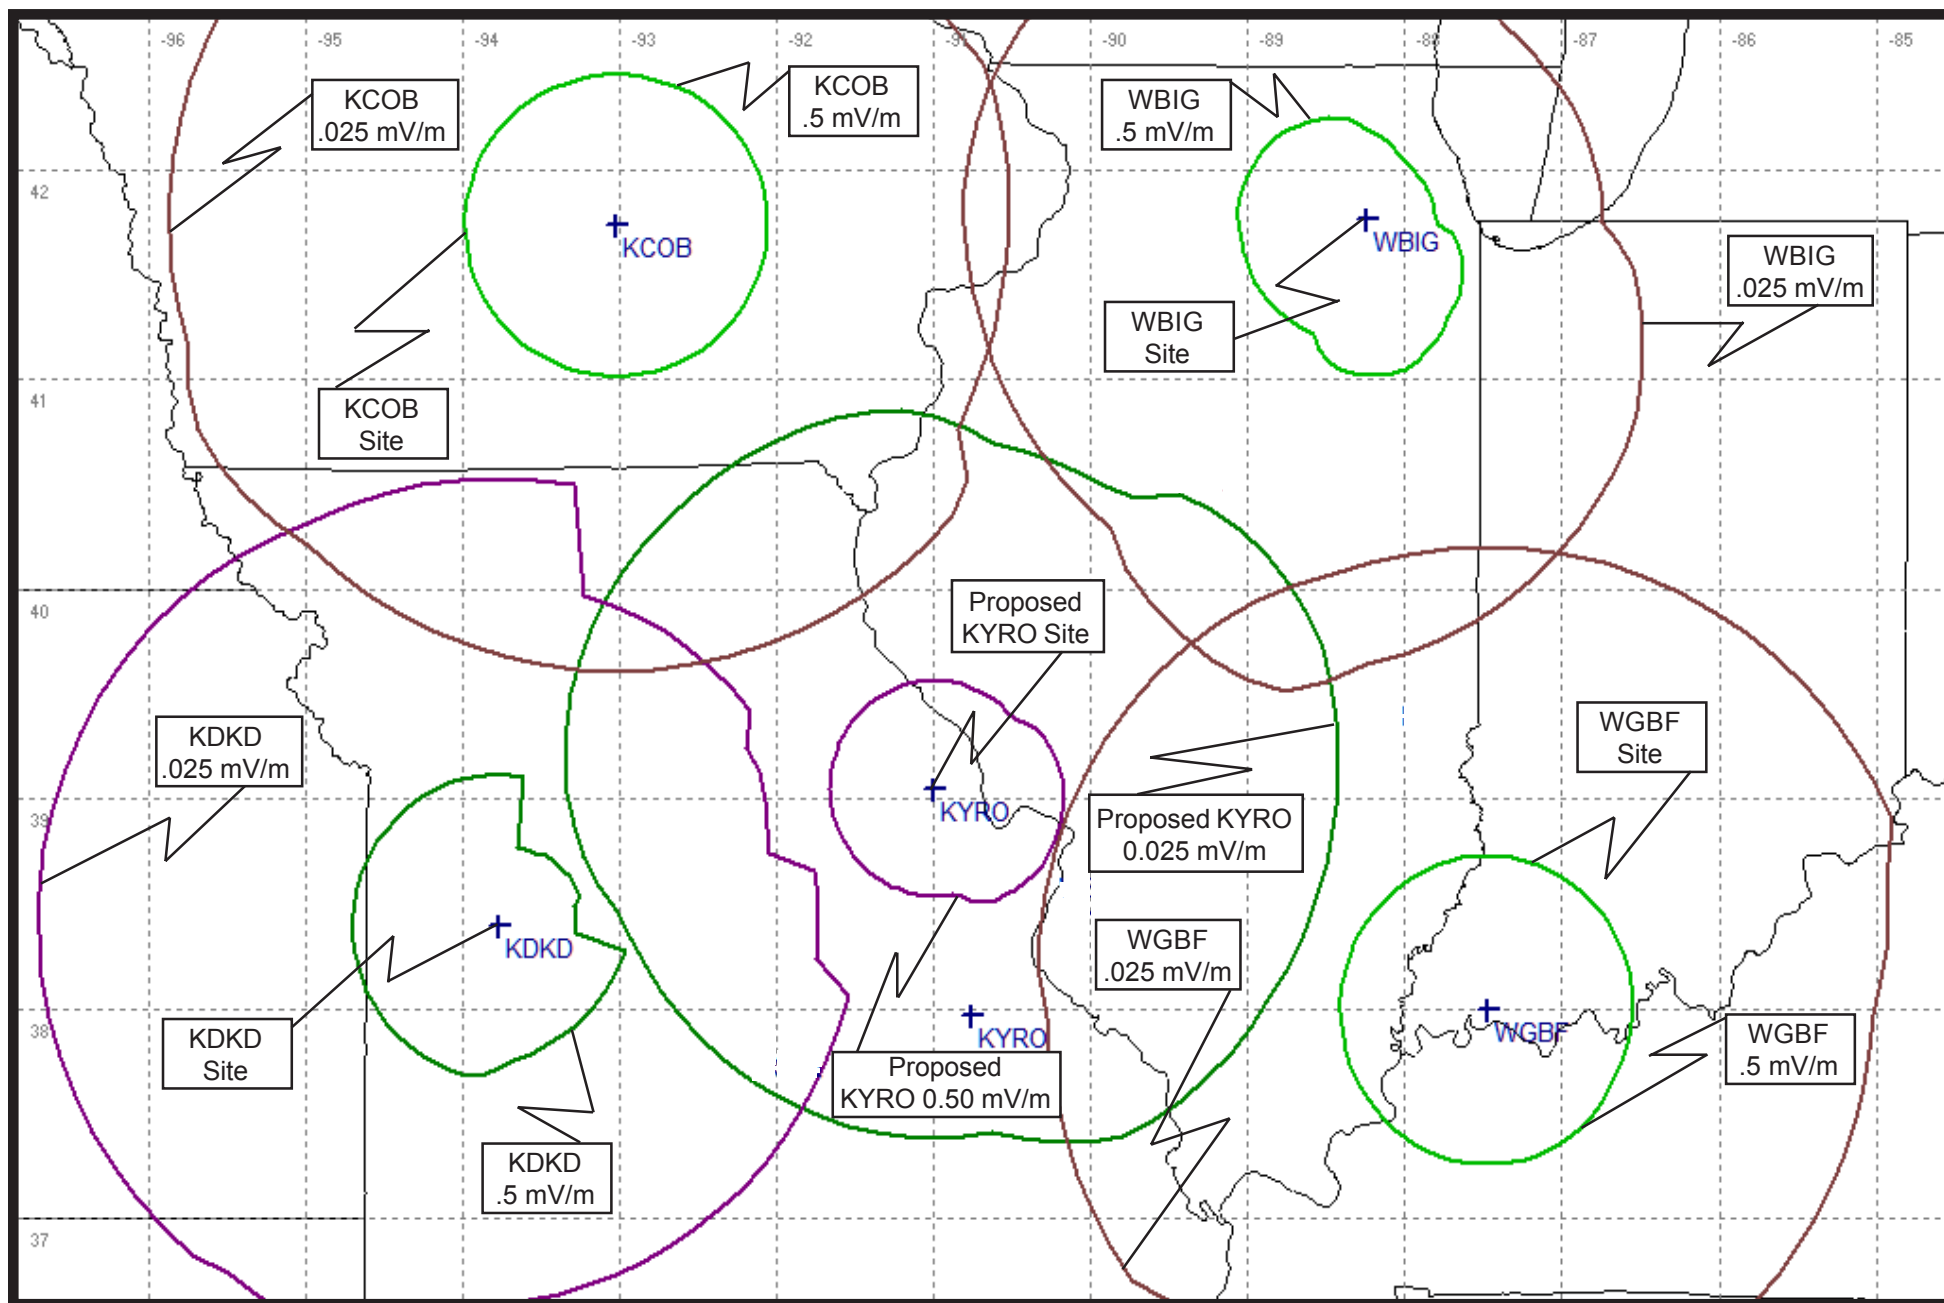 -96 -95 -94 -93 -92 -91 -90 -89 -88 -87 -86 -85
KCOB
.025 mV/m
KCOB
.5 mV/m
WBIG
.5 mV/m
42
KCOB
WBIG
WBIG
.025 mV/m
WBIG
Site
41
KCOB
Site
40
Proposed
KYRO Site
KDKD
.025 mV/m
WGBF
Site
39
KYRO
Proposed KYRO
0.025 mV/m
KDKD
WGBF
.025 mV/m
38
KDKD
Site
KYRO
WGBF
WGBF
.5 mV/m
Proposed
KYRO 0.50 mV/m
KDKD
.5 mV/m
37